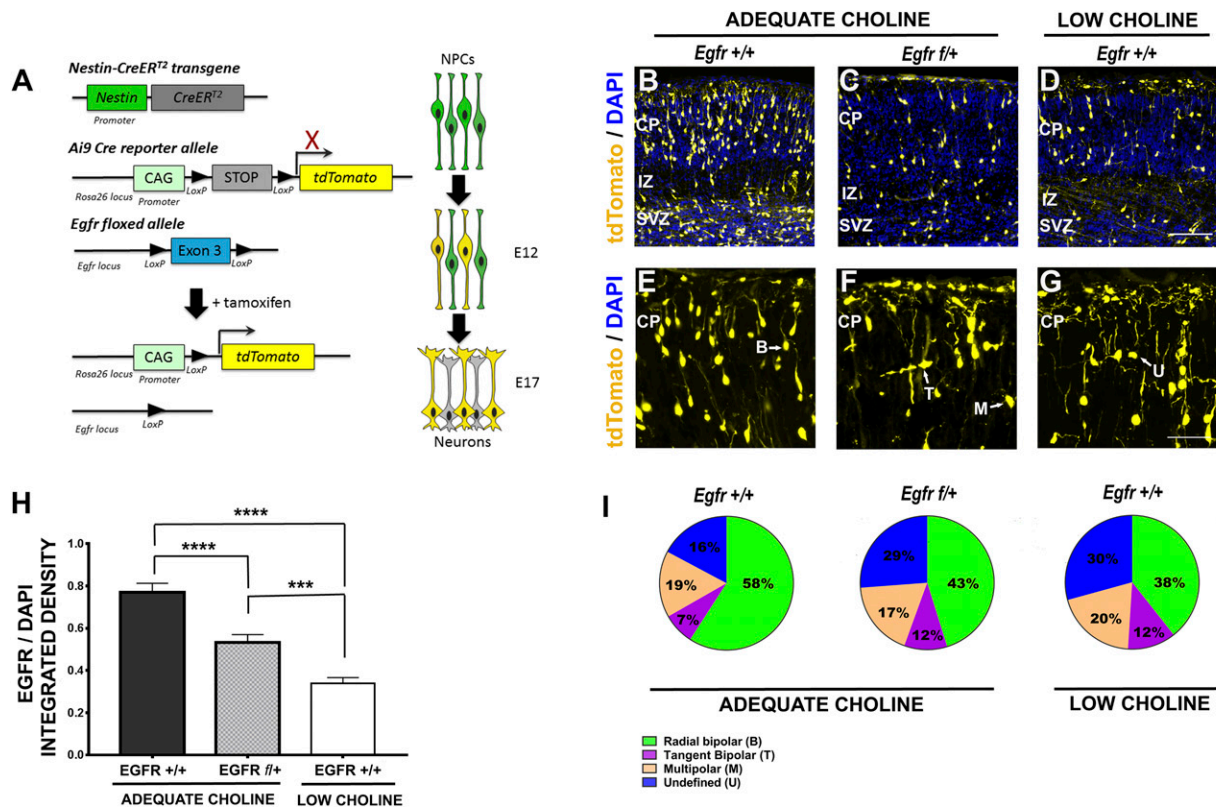 A
Nestin-CreERT2 transgene
Nestin
CreERT2
Promoter
Ai9 Cre reporter allele
X
CAG
STOP
tdTomato
Rosa26 locus
Promoter
LoxP
LoxP
Egfr floxed allele
Exon 3
Egfr locus
LoxP
LoxP
+ tamoxifen
CAG
tdTomato
Rosa26 locus
Promoter
LoxP
Egfr locus
LoxP
NPCs
E12
E17
Neurons
ADEQUATE CHOLINE
LOW CHOLINE
Egfr +/+
Egfr f/+
Egfr +/+
tdTomato / DAPI
B
CP
IZ
SVZ
C
CP
IZ
SVZ
D
CP
IZ
SVZ
tdTomato / DAPI
E
CP
B
F
CP
T
M
G
CP
U
H
EGFR / DAPI
INTEGRATED DENSITY
1.0
0.8
0.6
0.4
0.2
0.0
****
****
***
EGFR +/+
EGFR f/+
EGFR +/+
ADEQUATE CHOLINE
LOW CHOLINE
I
Egfr +/+
Egfr f/+
Egfr +/+
16%
58%
19%
7%
29%
43%
17%
12%
30%
38%
20%
12%
ADEQUATE CHOLINE
LOW CHOLINE
Radial bipolar (B)
Tangent Bipolar (T)
Multipolar (M)
Undefined (U)